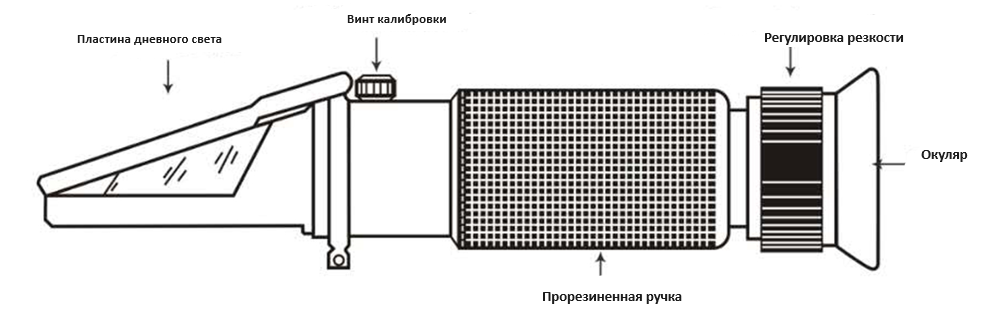 Винт калибровки
Пластина дневного света
Регулировка резкости
Окуляр
Прорезиненная ручка